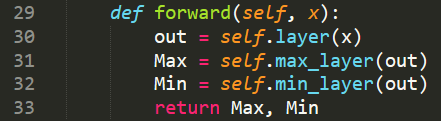 29 def forward(self, x):
30 out = self.layer(x)
31 Max = self.max_layer(out)
32 Min = self.min_layer(out)
33 return Max, Min